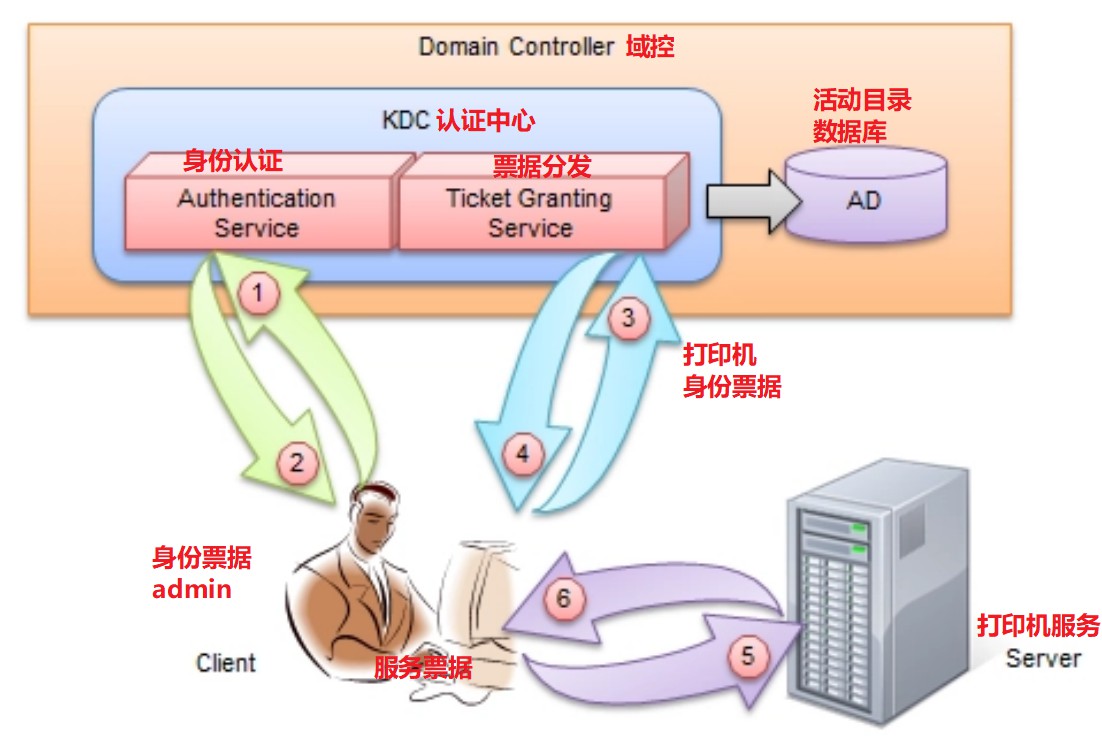 Domain Controller 域控
KDC 认证中心
身份认证
Authentication
Service
票据分发
Ticket Granting
Service
活动目录
数据库
AD
1
2
3
4
打印机
身份票据
身份票据
admin
Client
服务票据
6
5
打印机服务
Server